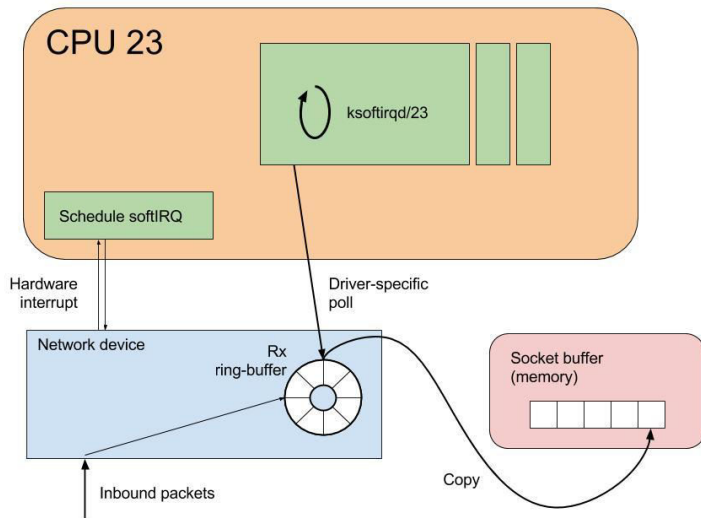 CPU 23
ksoftirqd/23
Schedule softIRQ
Hardware
interrupt
Driver-specific
poll
Network device
Rx
ring-buffer
Socket buffer
(memory)
Inbound packets
Copy